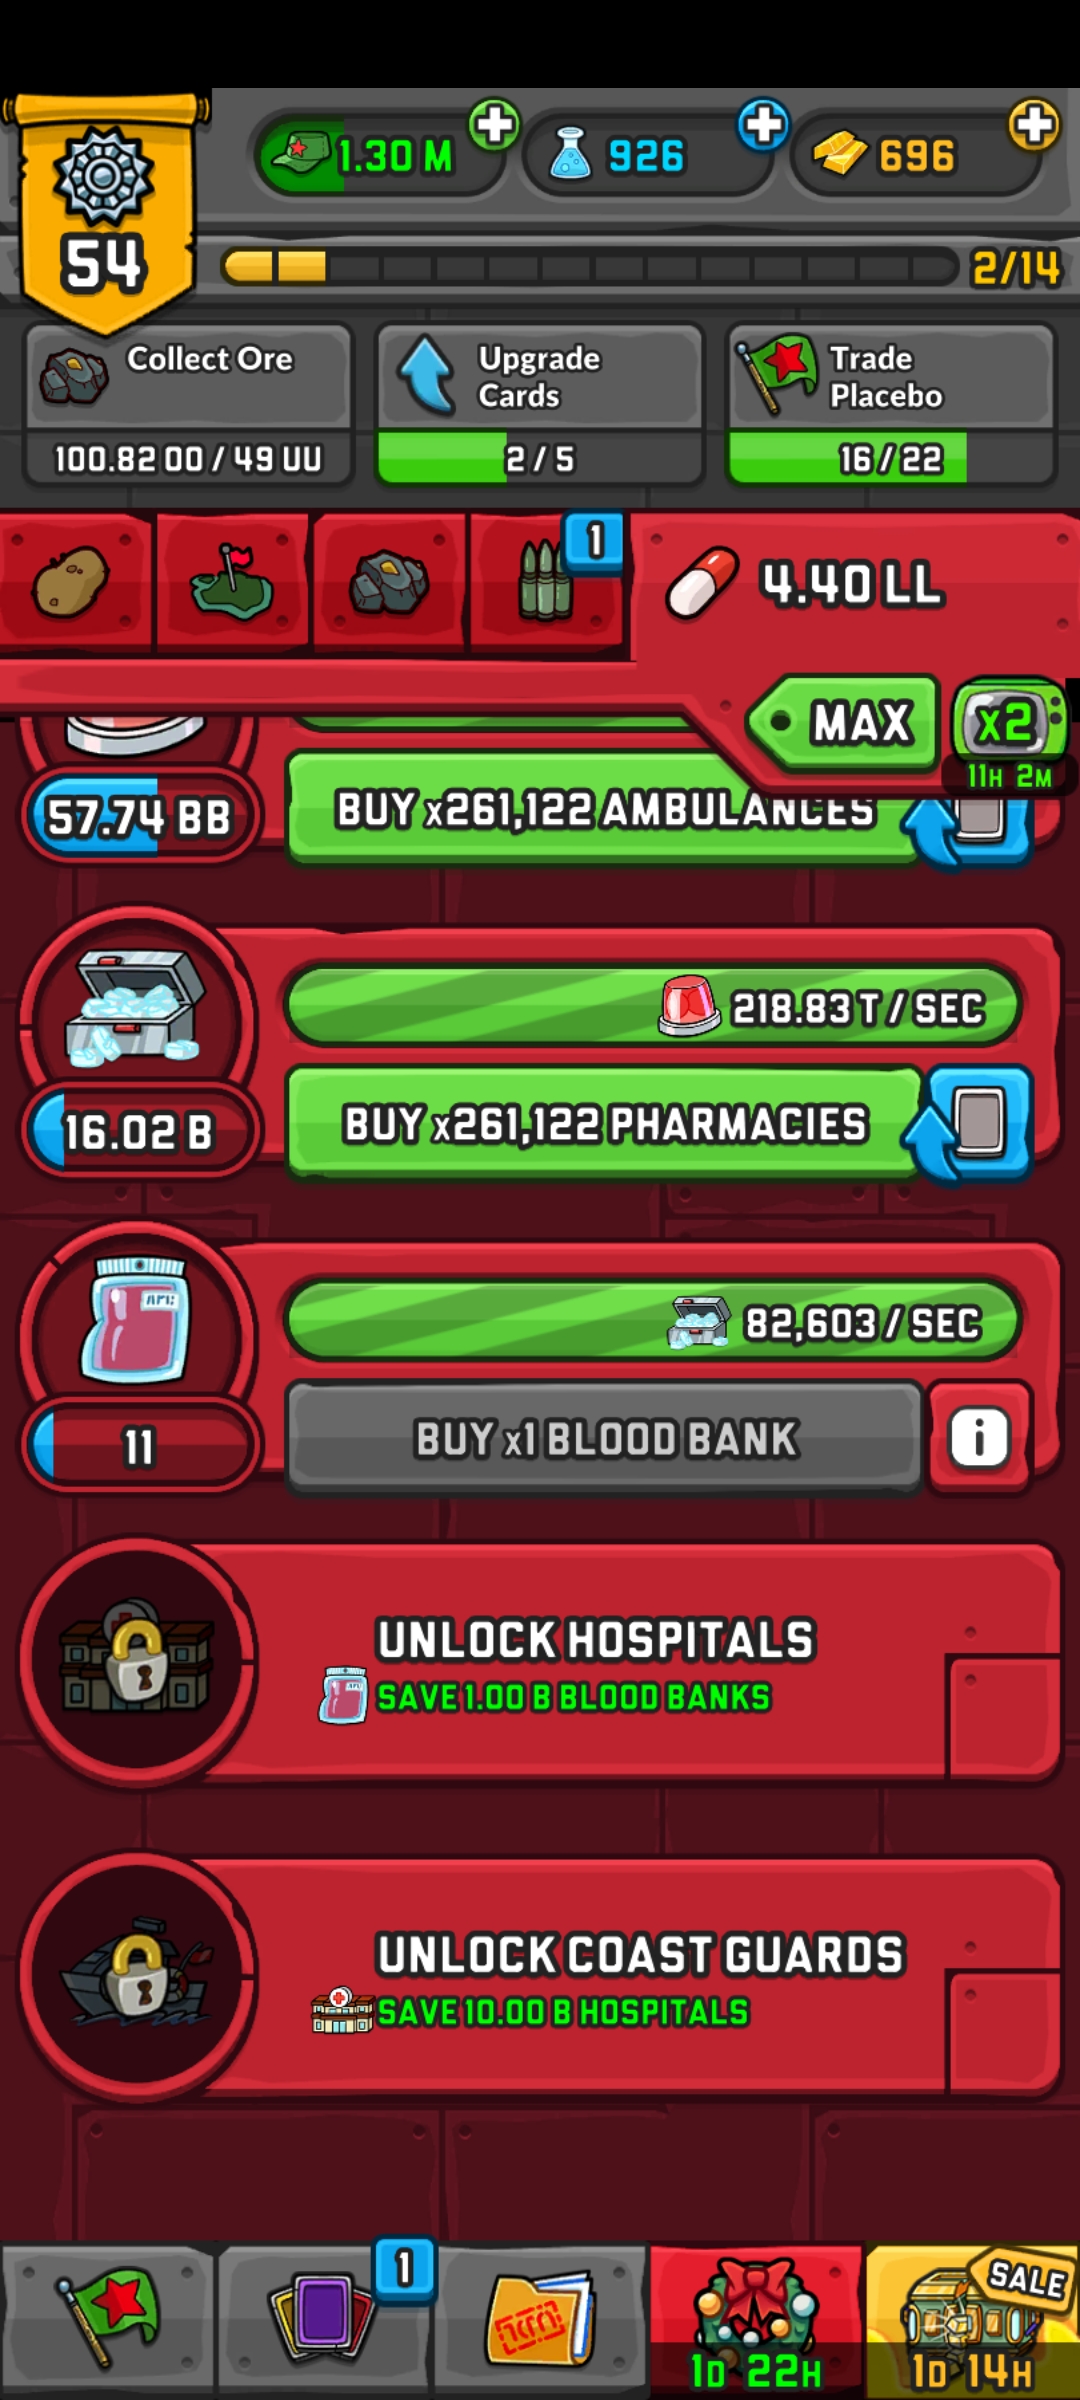 1.30 M
926
696
54
2/14
Collect Ore
100.82 OO / 49 UU
Upgrade
Cards
2 / 5
Trade
Placebo
16 / 22
1
4.40 LL
MAX
x2
11H 2M
57.74 BB
BUY x261,122 AMBULANCES
218.83 T / SEC
16.02 B
BUY x261,122 PHARMACIES
82,603 / SEC
11
BUY x1 BLOOD BANK
i
UNLOCK HOSPITALS
SAVE 1.00 B BLOOD BANKS
UNLOCK COAST GUARDS
SAVE 10.00 B HOSPITALS
1
SALE
1D 22H
1D 14H